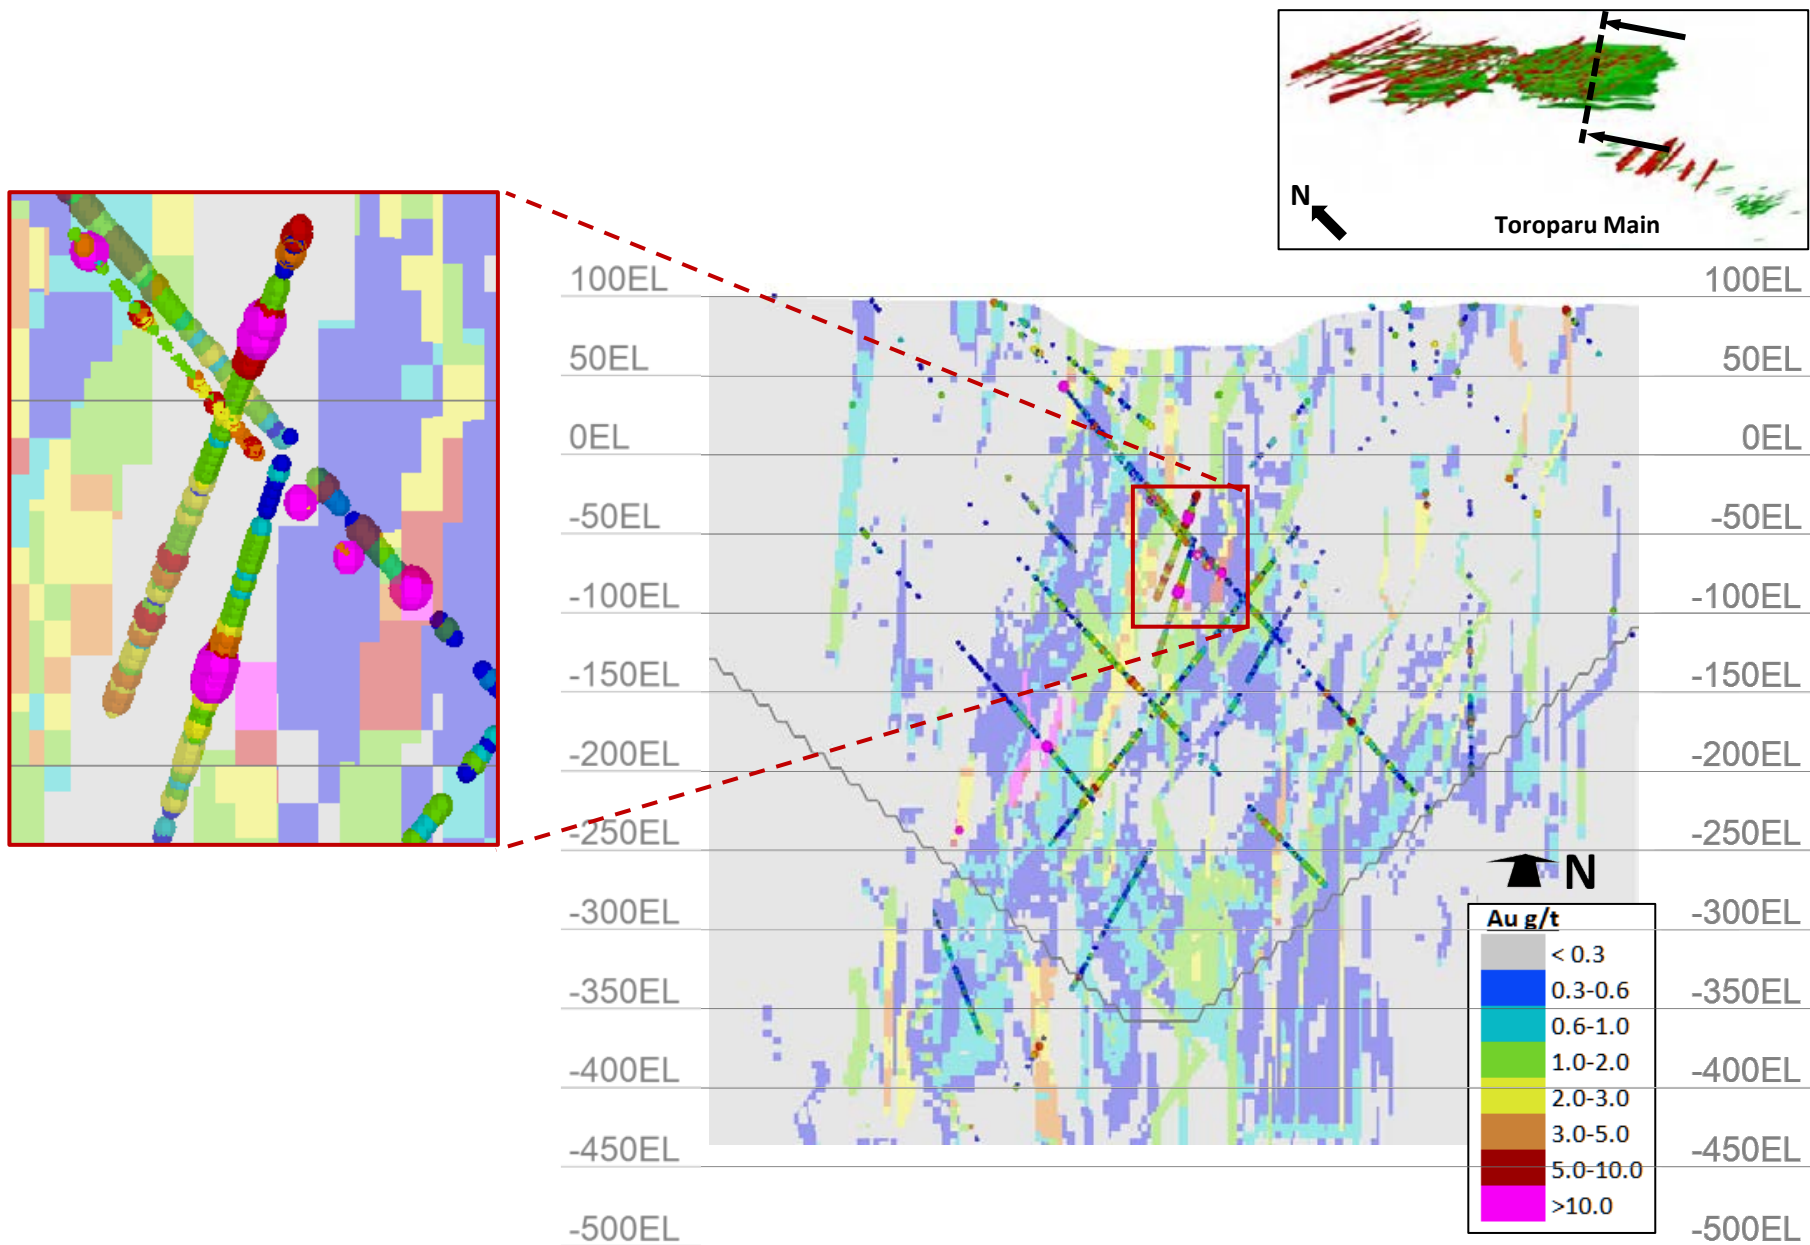 N
Toroparu Main
100EL 100EL
50EL 50EL
0EL 0EL
-50EL -50EL
-100EL -100EL
-150EL -150EL
-200EL -200EL
-250EL -250EL
N
-300EL -300EL
-350EL -350EL
-400EL -400EL
-450EL -450EL
-500EL -500EL
Au g/t
< 0.3
0.3-0.6
0.6-1.0
1.0-2.0
2.0-3.0
3.0-5.0
5.0-10.0
>10.0